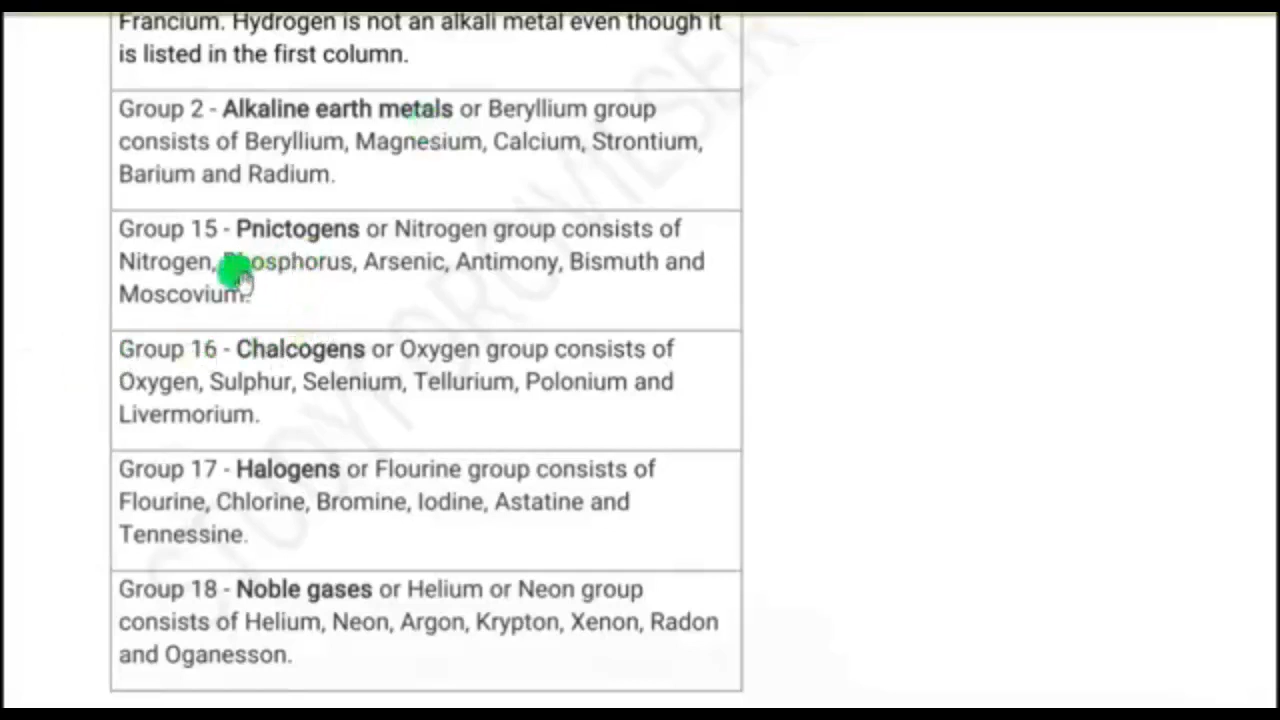 Francium. Hydrogen is not an alkali metal even though it
is listed in the first column.
Group 2 - Alkaline earth metals or Beryllium group
consists of Beryllium, Magnesium, Calcium, Strontium,
Barium and Radium.
Group 15 - Pnictogens or Nitrogen group consists of
Nitrogen, Phosphorus, Arsenic, Antimony, Bismuth and
Moscovium.
Group 16 - Chalcogens or Oxygen group consists of
Oxygen, Sulphur, Selenium, Tellurium, Polonium and
Livermorium.
Group 17 - Halogens or Flourine group consists of
Flourine, Chlorine, Bromine, Iodine, Astatine and
Tennessine.
Group 18 - Noble gases or Helium or Neon group
consists of Helium, Neon, Argon, Krypton, Xenon, Radon
and Oganesson.